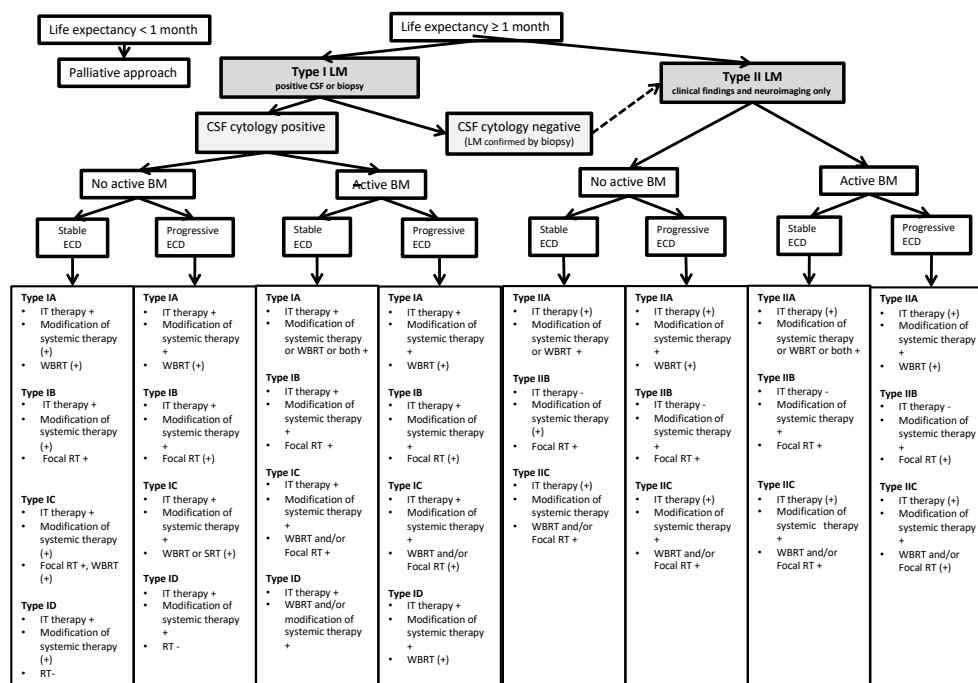 Life expectancy < 1 month
Life expectancy ≥ 1 month
Palliative approach
Type I LM
positive CSF or biopsy
Type II LM
clinical findings and neuroimaging only
CSF cytology positive
CSF cytology negative
(LM confirmed by biopsy)
No active BM
Active BM
No active BM
Active BM
Stable
ECD
Progressive
ECD
Stable
ECD
Progressive
ECD
Stable
ECD
Progressive
ECD
Stable
ECD
Progressive
ECD
Type IA
• IT therapy +
• Modification of
systemic therapy
(+)
• WBRT (+)
Type IB
• IT therapy +
• Modification of
systemic therapy
(+)
• Focal RT +
Type IC
• IT therapy +
• Modification of
systemic therapy
(+)
• Focal RT +, WBRT
(+)
Type ID
• IT therapy +
• Modification of
systemic therapy
(+)
• RT-
Type IA
• IT therapy +
• Modification of
systemic therapy
+
• WBRT (+)
Type IB
• IT therapy +
• Modification of
systemic therapy
+
• Focal RT (+)
Type IC
• IT therapy +
• Modification of
systemic therapy
+
• WBRT or SRT (+)
Type ID
• IT therapy +
• Modification of
systemic therapy
+
• RT -
Type IA
• IT therapy +
• Modification of
systemic therapy
or WBRT or both +
Type IB
• IT therapy +
• Modification of
systemic therapy
+
• Focal RT +
Type IC
• IT therapy +
• Modification of
systemic therapy
+
• WBRT and/or
Focal RT +
Type ID
• IT therapy +
• WBRT and/or
modification of
systemic therapy
+
Type IA
• IT therapy +
• Modification of
systemic therapy
+
• WBRT (+)
Type IB
• IT therapy +
• Modification of
systemic therapy
+
• Focal RT (+)
Type IC
• IT therapy +
• Modification of
systemic therapy
+
• WBRT and/or
Focal RT (+)
Type ID
• IT therapy +
• Modification of
systemic therapy
+
• WBRT (+)
Type IIA
• IT therapy (+)
• Modification of
systemic therapy
or WBRT +
Type IIB
• IT therapy -
• Modification of
systemic therapy
(+)
• Focal RT +
Type IIC
• IT therapy (+)
• Modification of
systemic therapy
• WBRT and/or
Focal RT +
Type IIA
• IT therapy (+)
• Modification of
systemic therapy
+
• WBRT (+)
Type IIB
• IT therapy -
• Modification of
systemic therapy
+
• Focal RT +
Type IIC
• IT therapy (+)
• Modification of
systemic therapy
+
• WBRT and/or
Focal RT +
Type IIA
• IT therapy (+)
• Modification of
systemic therapy
or WBRT or both +
Type IIB
• IT therapy -
• Modification of
systemic therapy
+
• Focal RT +
Type IIC
• IT therapy (+)
• Modification of
systemic therapy +
+
• WBRT and/or
Focal RT +
Type IIA
• IT therapy (+)
• Modification of
systemic therapy
+
• WBRT (+)
Type IIB
• IT therapy -
• Modification of
systemic therapy
+
• Focal RT (+)
Type IIC
• IT therapy (+)
• Modification of
systemic therapy
+
• WBRT and/or
Focal RT (+)